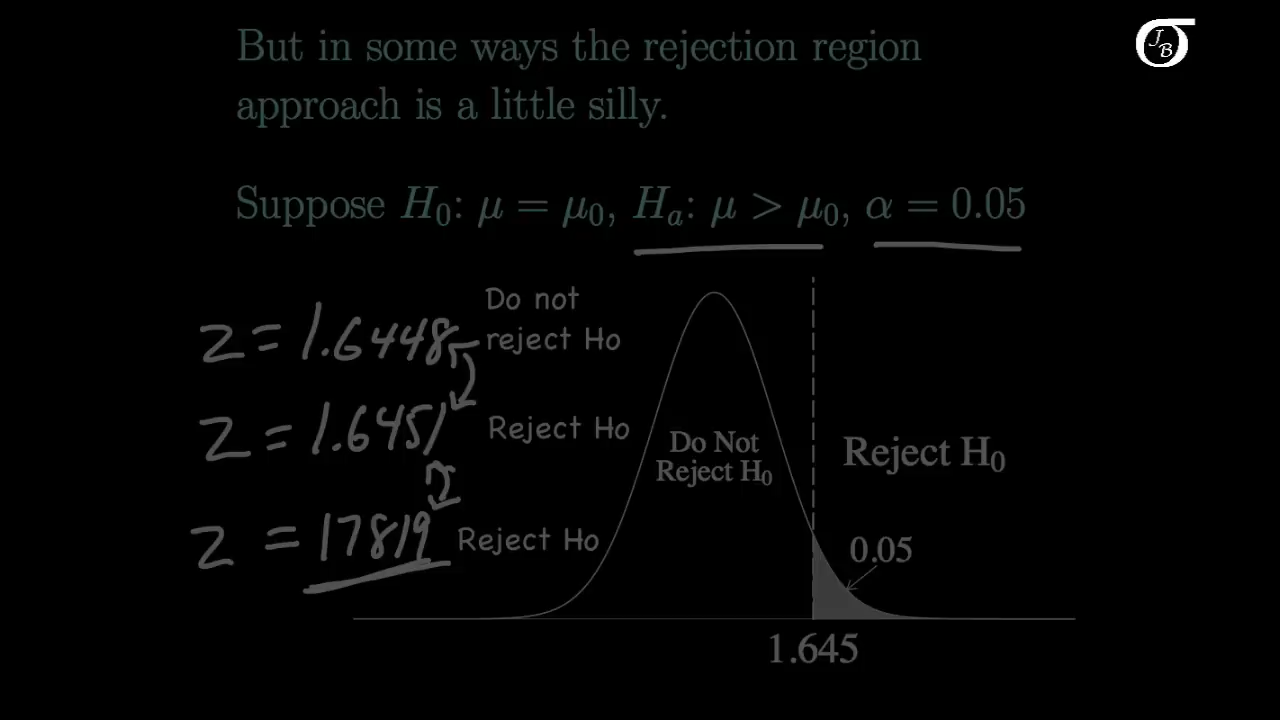 JB
But in some ways the rejection region
approach is a little silly.
Suppose H₀: μ = μ₀, Hₐ: μ > μ₀, α = 0.05
z = 1.6448 Do not
reject Ho
z = 1.6451 Reject Ho
z = 17819 Reject Ho
Do Not
Reject H₀
Reject H₀
0.05
1.645